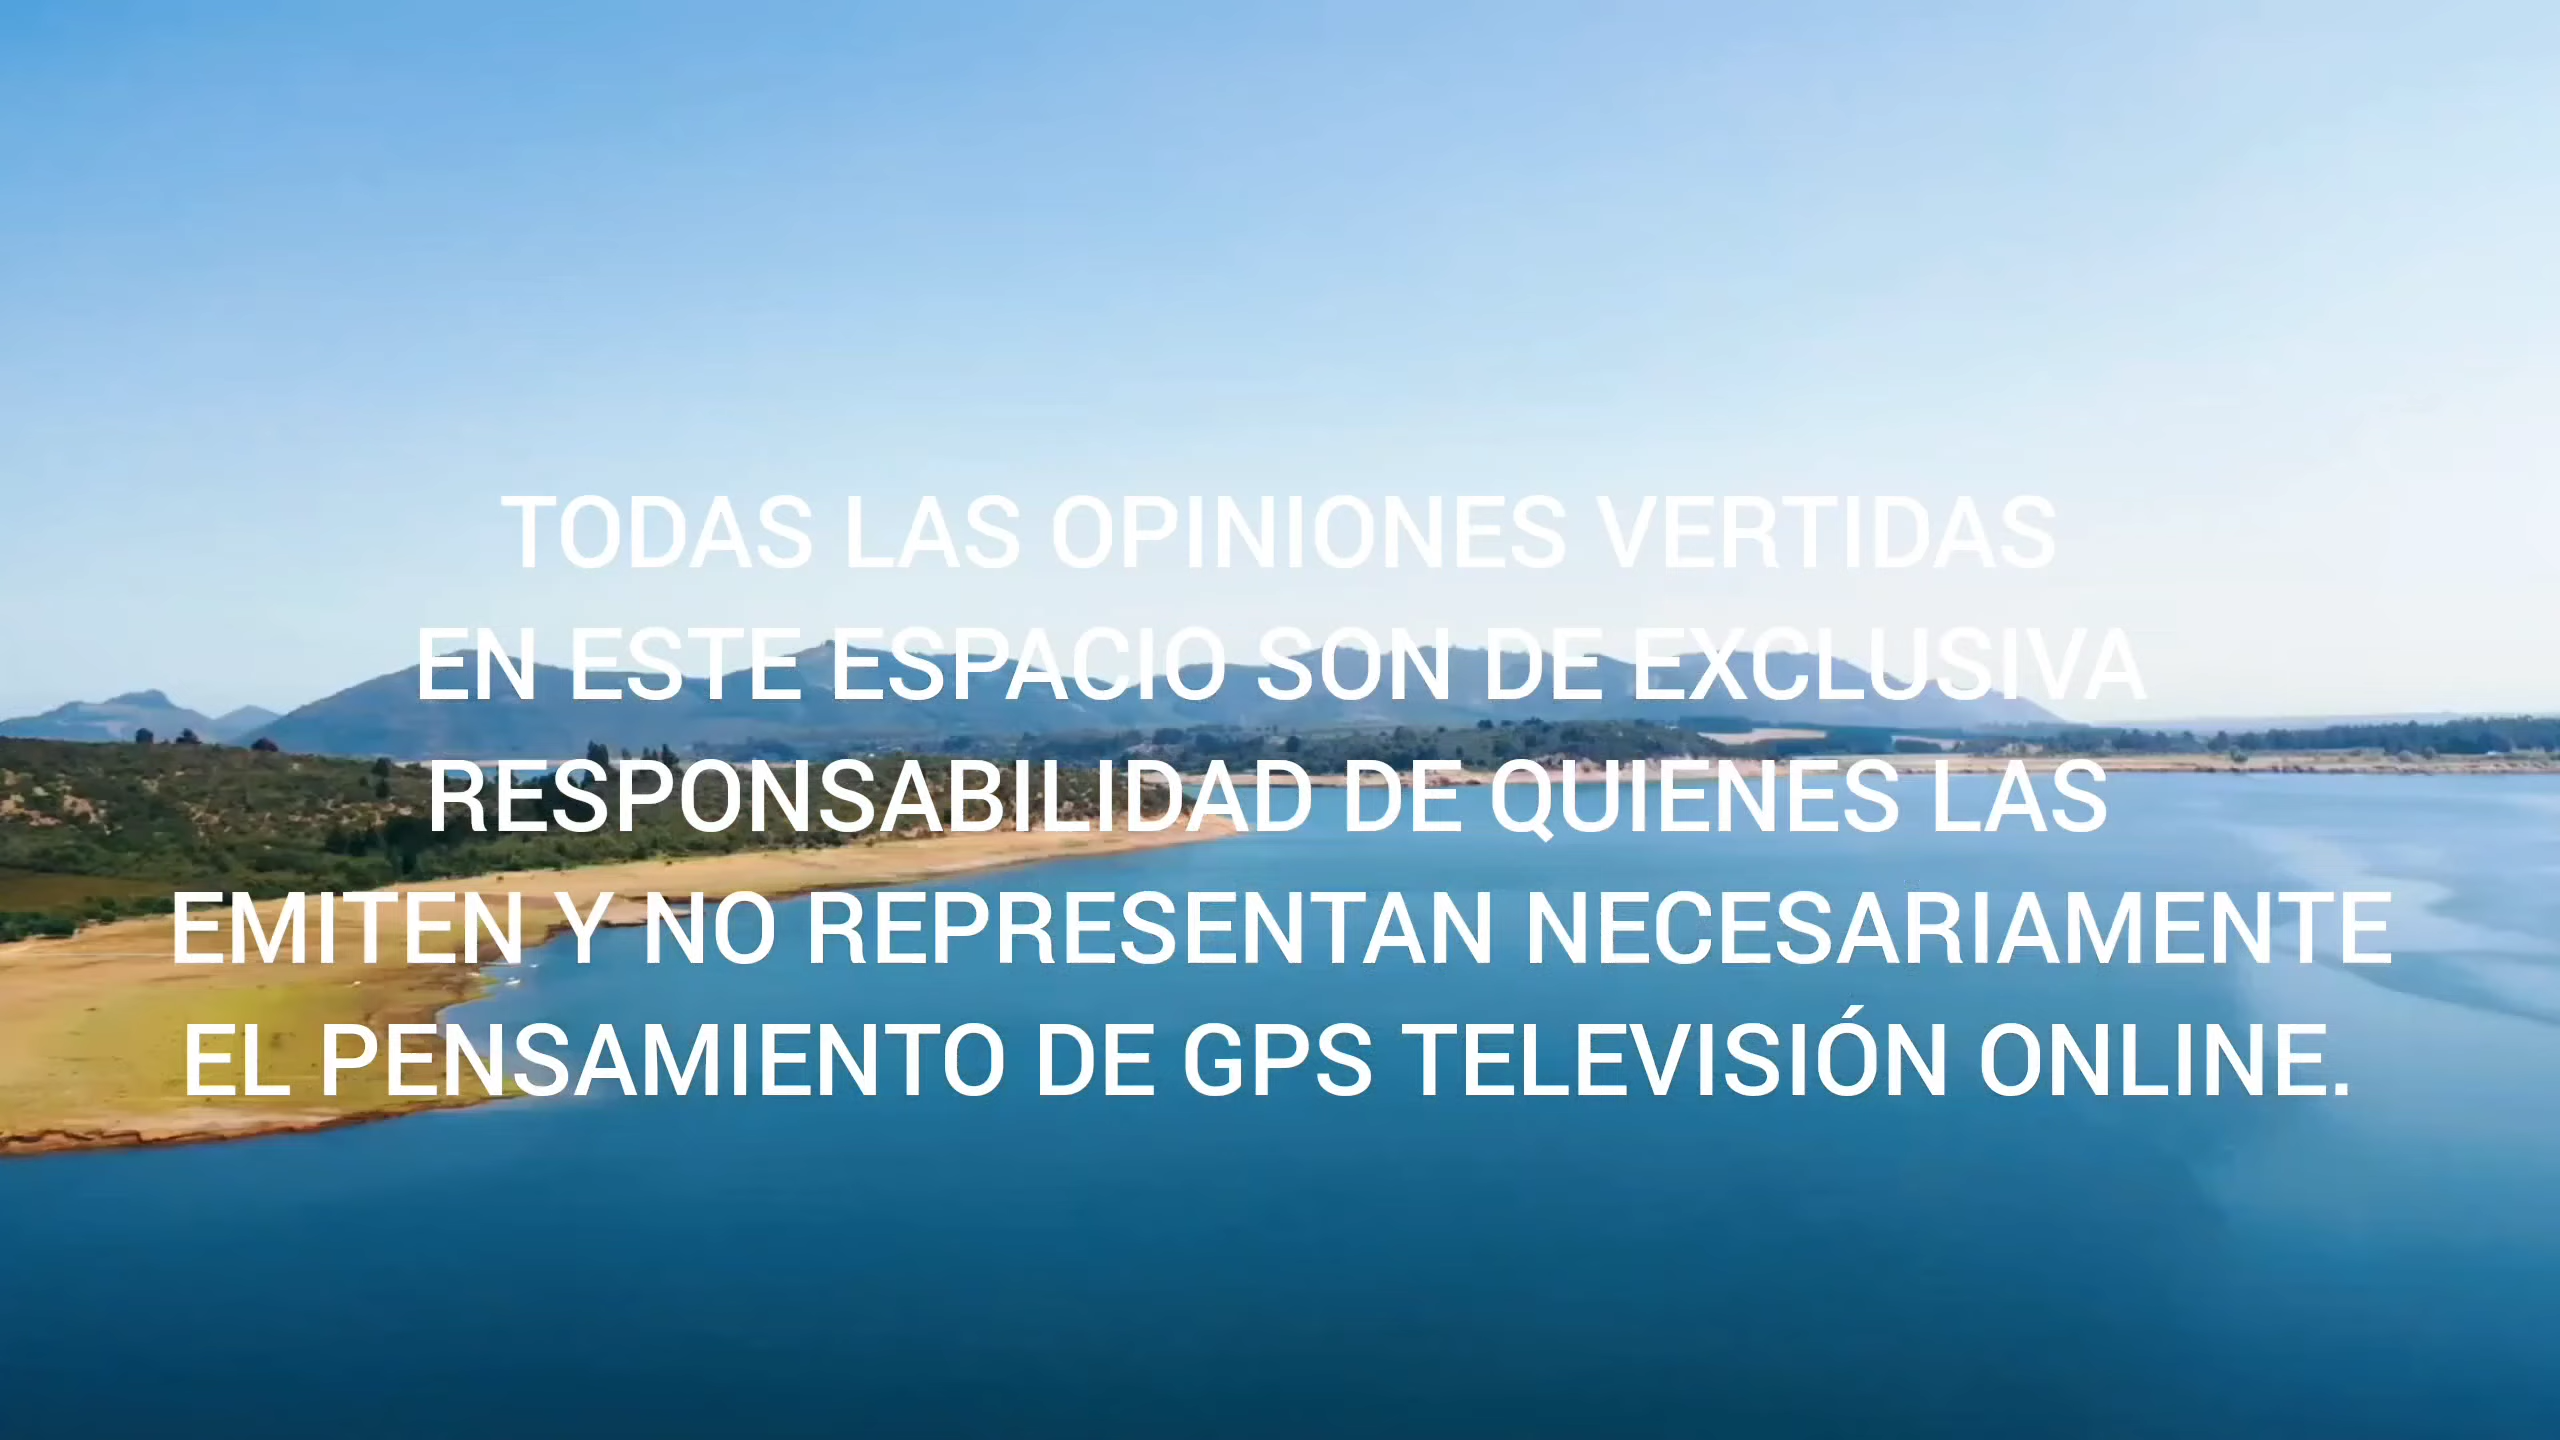 TODAS LAS OPINIONES VERTIDAS
EN ESTE ESPACIO SON DE EXCLUSIVA
RESPONSABILIDAD DE QUIENES LAS
EMITEN Y NO REPRESENTAN NECESARIAMENTE
EL PENSAMIENTO DE GPS TELEVISIÓN ONLINE.